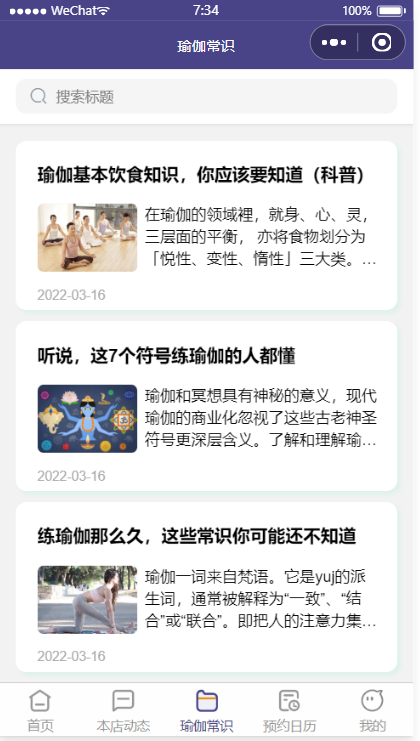 WeChat 7:34 100%
瑜伽常识
搜索标题
瑜伽基本饮食知识，你应该要知道（科普）
在瑜伽的领域裡，就身、心、灵，
三层面的平衡， 亦将食物划分为
「悦性、变性、惰性」三大类。…
2022-03-16
听说，这7个符号练瑜伽的人都懂
瑜伽和冥想具有神秘的意义，现代
瑜伽的商业化忽视了这些古老神圣
符号更深层含义。了解和理解瑜…
2022-03-16
练瑜伽那么久，这些常识你可能还不知道
瑜伽一词来自梵语。它是yuj的派
生词，通常被解释为“一致”、“结
合”或“联合”。即把人的注意力集…
2022-03-16
首页 本店动态 瑜伽常识 预约日历 我的